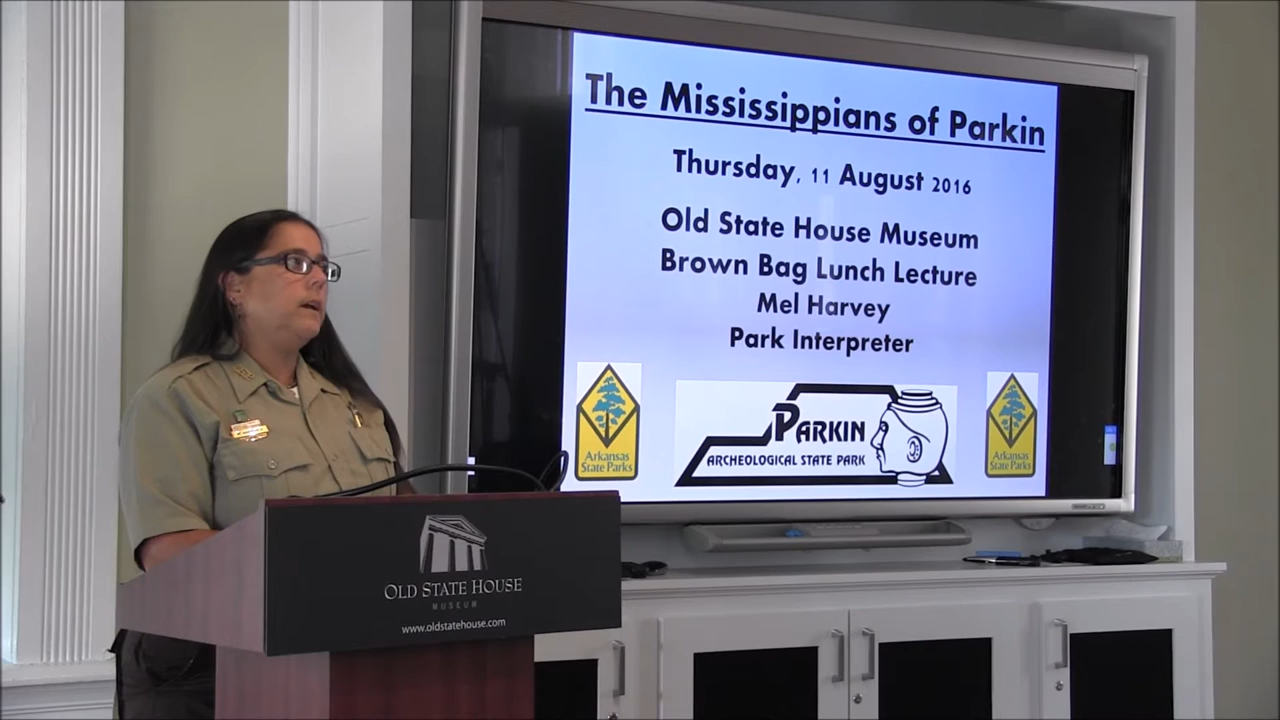 The Mississippians of Parkin
Thursday, 11 August 2016
Old State House Museum
Brown Bag Lunch Lecture
Mel Harvey
Park Interpreter
Arkansas
State Parks
PARKIN
ARCHEOLOGICAL STATE PARK
Arkansas
State Parks
OLD STATE HOUSE
MUSEUM
www.oldstatehouse.com